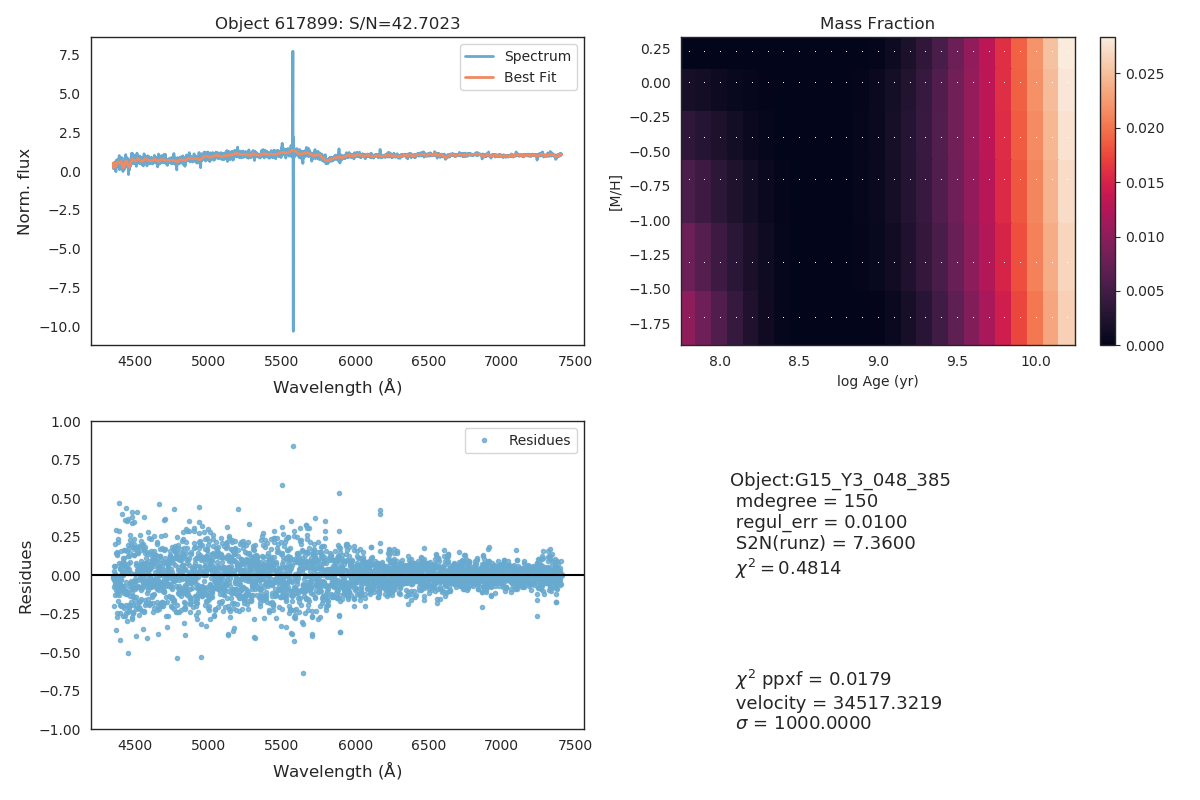 Object 617899: S/N=42.7023
Norm. flux
7.5
5.0
2.5
0.0
−2.5
−5.0
−7.5
−10.0
Spectrum
Best Fit
4500 5000 5500 6000 6500 7000 7500
Wavelength (Å)
Mass Fraction
[M/H]
0.25
0.00
−0.25
−0.50
−0.75
−1.00
−1.25
−1.50
−1.75
8.0 8.5 9.0 9.5 10.0
log Age (yr)
0.025
0.020
0.015
0.010
0.005
0.000
Residues
1.00
0.75
0.50
0.25
0.00
−0.25
−0.50
−0.75
−1.00
Residues
4500 5000 5500 6000 6500 7000 7500
Wavelength (Å)
Object:G15_Y3_048_385
mdegree = 150
regul_err = 0.0100
S2N(runz) = 7.3600
χ² = 0.4814
χ² ppxf = 0.0179
velocity = 34517.3219
σ = 1000.0000